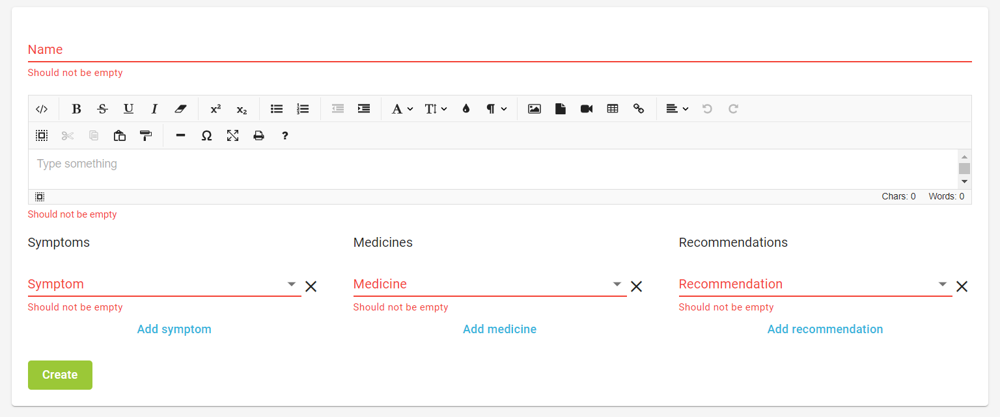 Name
Should not be empty
B S U I x² x₂ A T ¶
Ω ?
Type something
Chars: 0 Words: 0
Should not be empty
Symptoms Medicines Recommendations
Symptom Medicine Recommendation
Should not be empty Should not be empty Should not be empty
Add symptom Add medicine Add recommendation
Create